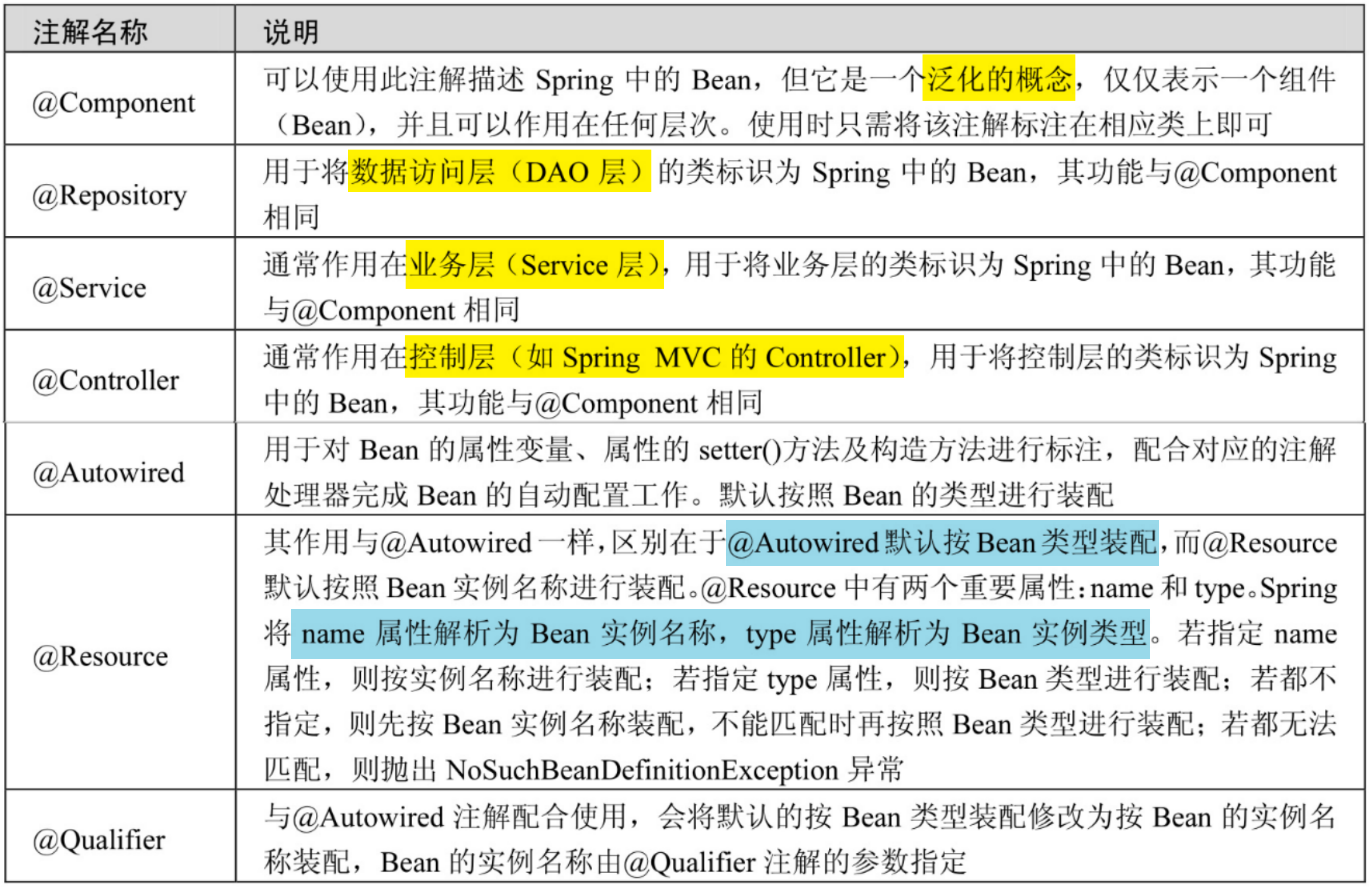 注解名称 说明
@Component
可以使用此注解描述 Spring 中的 Bean，但它是一个泛化的概念，仅仅表示一个组件
（Bean），并且可以作用在任何层次。使用时只需将该注解标注在相应类上即可
@Repository
用于将数据访问层（DAO 层）的类标识为 Spring 中的 Bean，其功能与@Component
相同
@Service
通常作用在业务层（Service 层），用于将业务层的类标识为 Spring 中的 Bean，其功能
与@Component 相同
@Controller
通常作用在控制层（如 Spring MVC 的 Controller），用于将控制层的类标识为 Spring
中的 Bean，其功能与@Component 相同
@Autowired
用于对 Bean 的属性变量、属性的 setter()方法及构造方法进行标注，配合对应的注解
处理器完成 Bean 的自动配置工作。默认按照 Bean 的类型进行装配
@Resource
其作用与@Autowired 一样，区别在于@Autowired 默认按 Bean 类型装配，而@Resource
默认按照 Bean 实例名称进行装配。@Resource 中有两个重要属性：name 和 type。Spring
将 name 属性解析为 Bean 实例名称，type 属性解析为 Bean 实例类型。若指定 name
属性，则按实例名称进行装配；若指定 type 属性，则按 Bean 类型进行装配；若都不
指定，则先按 Bean 实例名称装配，不能匹配时再按照 Bean 类型进行装配；若都无法
匹配，则抛出 NoSuchBeanDefinitionException 异常
@Qualifier
与@Autowired 注解配合使用，会将默认的按 Bean 类型装配修改为按 Bean 的实例名
称装配，Bean 的实例名称由@Qualifier 注解的参数指定